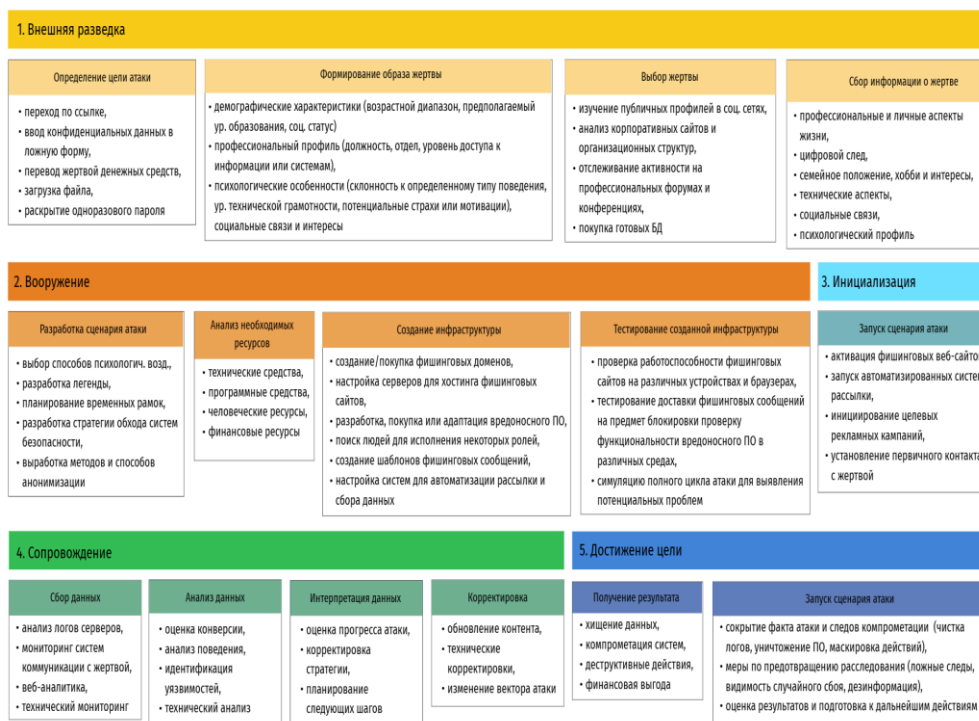 1. Внешняя разведка
Определение цели атаки
• переход по ссылке,
• ввод конфиденциальных данных в
ложную форму,
• перевод жертвой денежных средств,
• загрузка файла,
• раскрытие одноразового пароля
Формирование образа жертвы
• демографические характеристики (возрастной диапазон, предполагаемый
ур. образования, соц. статус)
• профессиональный профиль (должность, отдел, уровень доступа к
информации или системам),
• психологические особенности (склонность к определенному типу поведения,
ур. технической грамотности, потенциальные страхи или мотивации),
социальные связи и интересы
Выбор жертвы
• изучение публичных профилей в соц. сетях,
• анализ корпоративных сайтов и
организационных структур,
• отслеживание активности на
профессиональных форумах и
конференциях,
• покупка готовых БД
Сбор информации о жертве
• профессиональные и личные аспекты
жизни,
• цифровой след,
• семейное положение, хобби и интересы,
• технические аспекты,
• социальные связи,
• психологический профиль
2. Вооружение
Разработка сценария атаки
• выбор способов психологич. возд.,
• разработка легенды,
• планирование временных рамок,
• разработка стратегии обхода систем
безопасности,
• выработка методов и способов
анонимизации
Анализ необходимых
ресурсов
• технические средства,
• программные средства,
• человеческие ресурсы,
• финансовые ресурсы
Создание инфраструктуры
• создание/покупка фишинговых доменов,
• настройка серверов для хостинга фишинговых
сайтов,
• разработка, покупка или адаптация вредоносного ПО,
• поиск людей для исполнения некоторых ролей,
• создание шаблонов фишинговых сообщений,
• настройка систем для автоматизации рассылки и
сбора данных
Тестирование созданной инфраструктуры
• проверка работоспособности фишинговых
сайтов на различных устройствах и браузерах,
• тестирование доставки фишинговых сообщений
на предмет блокировки проверку
функциональности вредоносного ПО в
различных средах,
• симуляцию полного цикла атаки для выявления
потенциальных проблем
3. Инициализация
Запуск сценария атаки
• активация фишинговых веб-сайтов
• запуск автоматизированных систем
рассылки,
• инициирование целевых
рекламных кампаний,
• установление первичного контакта
с жертвой
4. Сопровождение
Сбор данных
• анализ логов серверов,
• мониторинг систем
коммуникации с жертвой,
• веб-аналитика,
• технический мониторинг
Анализ данных
• оценка конверсии,
• анализ поведения,
• идентификация
уязвимостей,
• технический анализ
Интерпретация данных
• оценка прогресса атаки,
• корректировка
стратегии,
• планирование
следующих шагов
Корректировка
• обновление контента,
• технические
корректировки,
• изменение вектора атаки
5. Достижение цели
Получение результата
• хищение данных,
• компрометация систем,
• деструктивные действия,
• финансовая выгода
Запуск сценария атаки
• сокрытие факта атаки и следов компрометации (чистка
логов, уничтожение ПО, маскировка действий),
• меры по предотвращению расследования (ложные следы,
видимость случайного сбоя, дезинформация),
• оценка результатов и подготовка к дальнейшим действиям